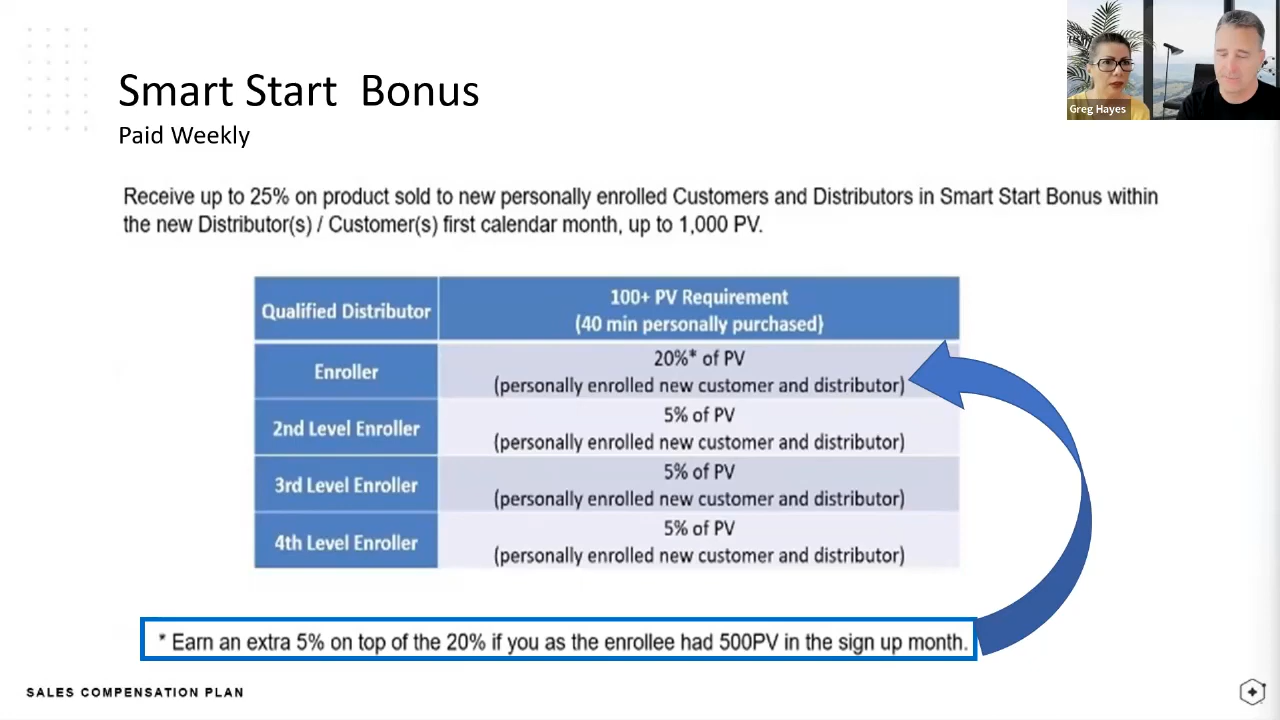 Smart Start Bonus
Paid Weekly
Greg Hayes
Receive up to 25% on product sold to new personally enrolled Customers and Distributors in Smart Start Bonus within
the new Distributor(s) / Customer(s) first calendar month, up to 1,000 PV.
Qualified Distributor
100+ PV Requirement
(40 min personally purchased)
Enroller
20%* of PV
(personally enrolled new customer and distributor)
2nd Level Enroller
5% of PV
(personally enrolled new customer and distributor)
3rd Level Enroller
5% of PV
(personally enrolled new customer and distributor)
4th Level Enroller
5% of PV
(personally enrolled new customer and distributor)
* Earn an extra 5% on top of the 20% if you as the enrollee had 500PV in the sign up month.
SALES COMPENSATION PLAN